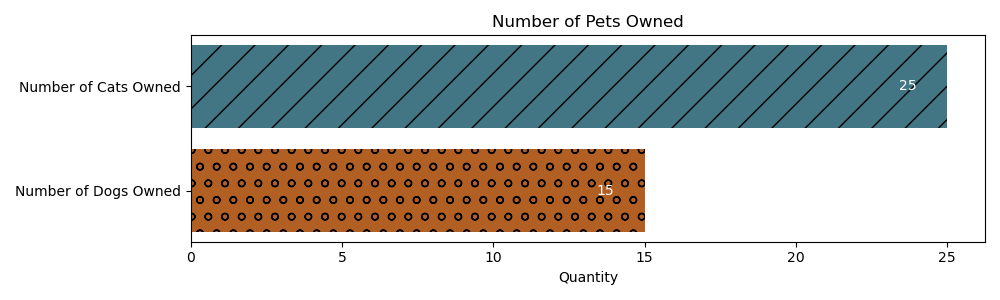 Number of Pets Owned
Number of Cats Owned
25
Number of Dogs Owned
15
0 5 10 15 20 25
Quantity